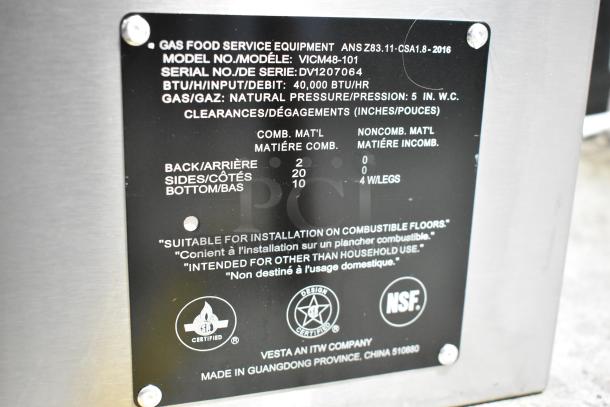 GAS FOOD SERVICE EQUIPMENT ANS Z83.11-CSA1.8-2016
MODEL NO./MODÉLE: VICM48-101
SERIAL NO./DE SERIE: DV1207064
BTU/H/INPUT/DEBIT: 40,000 BTU/HR
GAS/GAZ: NATURAL PRESSURE/PRESSION: 5 IN. W.C.
CLEARANCES/DÉGAGEMENTS (INCHES/POUCES)
COMB. MAT'L NONCOMB. MAT'L
MATIÉRE COMB. MATIÉRE INCOMB.
BACK/ARRIÈRE 2 0
SIDES/CÔTÉS 20 0
BOTTOM/BAS 10 4 W/LEGS
PCI
"SUITABLE FOR INSTALLATION ON COMBUSTIBLE FLOORS."
"Conient à l'installation sur un plancher combustible."
"INTENDED FOR OTHER THAN HOUSEHOLD USE."
"Non destiné à l'usage domestique."
CERTIFIED ®
DESIGN CERTIFIED ®
NSF.
VESTA AN ITW COMPANY
MADE IN GUANGDONG PROVINCE, CHINA 510880